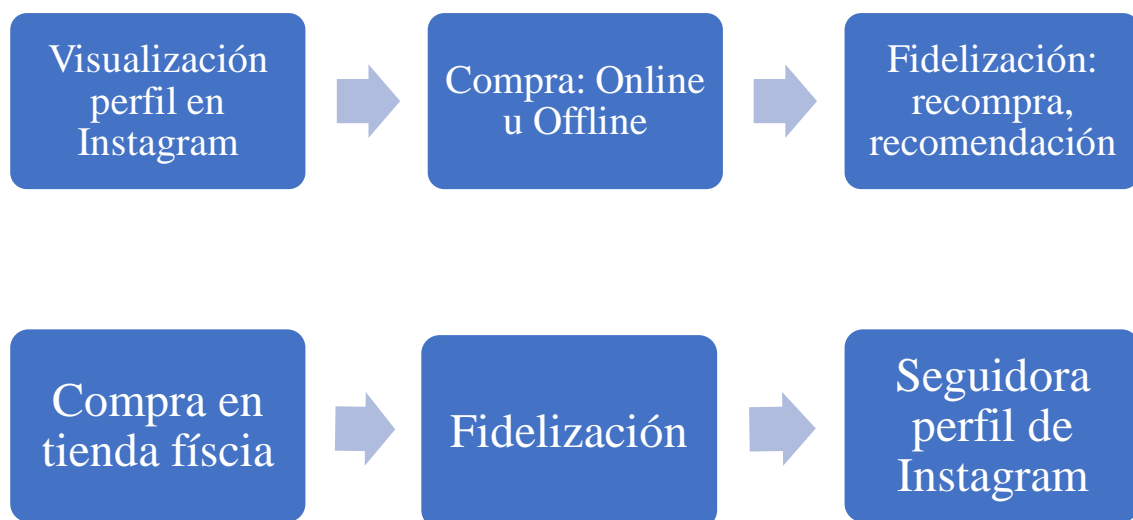 Visualización
perfil en
Instagram
Compra: Online
u Offline
Fidelización:
recompra,
recomendación
Compra en
tienda físcia
Fidelización
Seguidora
perfil de
Instagram